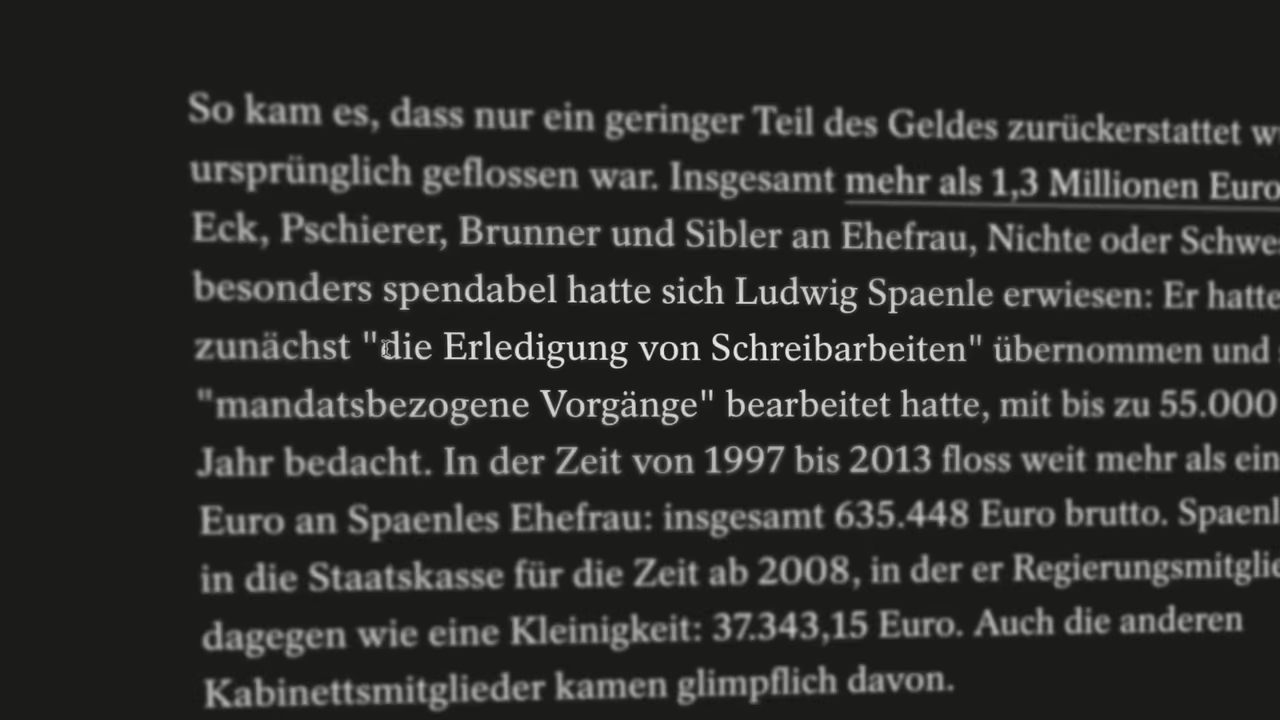 So kam es, dass nur ein geringer Teil des Geldes zurückerstattet
ursprünglich geflossen war. Insgesamt mehr als 1,3 Millionen Euro
Eck, Pschierer, Brunner und Sibler an Ehefrau, Nichte oder
besonders spendabel hatte sich Ludwig Spaenle erwiesen: Er hatte
zunächst "die Erledigung von Schreibarbeiten" übernommen und
"mandatsbezogene Vorgänge" bearbeitet hatte, mit bis zu 55.000
Jahr bedacht. In der Zeit von 1997 bis 2013 floss weit mehr als
Euro an Spaenles Ehefrau: insgesamt 635.448 Euro brutto.
in die Staatskasse für die Zeit ab 2008, in der er
dagegen wie eine Kleinigkeit: 37.343,15 Euro. Auch die anderen
Kabinettsmitglieder kamen glimpflich davon.